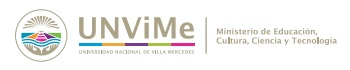 UNViMe
UNIVERSIDAD NACIONAL DE VILLA MERCEDES
Ministerio de Educación,
Cultura, Ciencia y Tecnología